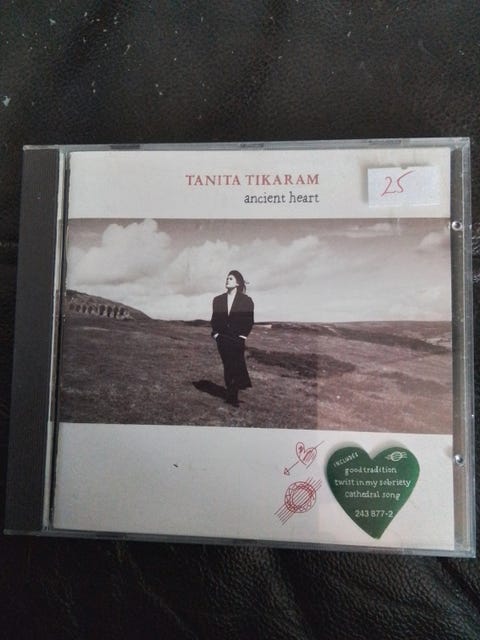 TANITA TIKARAM
ancient heart
25
INCLUDES
good tradition
twist in my sobriety
cathedral song
243 877-2